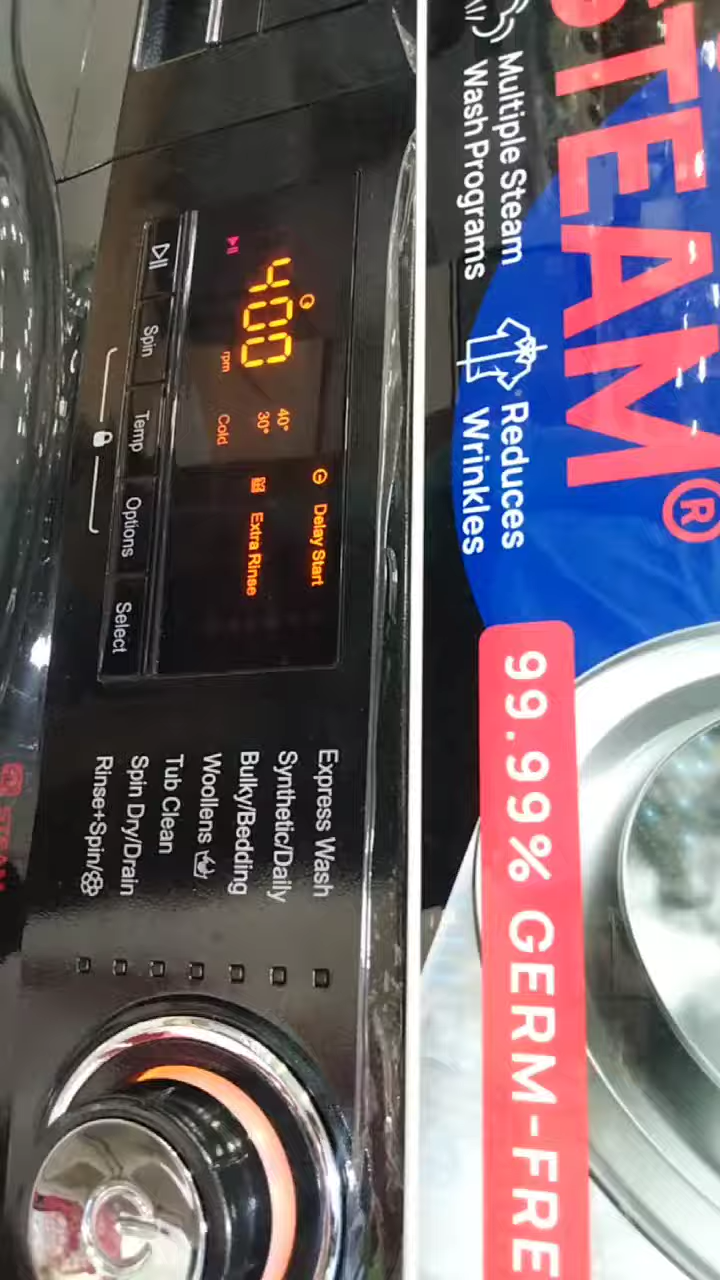 STEAM®
Multiple Steam
Wash Programs
Reduces
Wrinkles
99.99% GERM-FRE
400
rpm
40°
30°
Cold
Delay Start
Extra Rinse
Spin
Temp
Options
Select
Express Wash
Synthetic/Daily
Bulky/Bedding
Woollens
Tub Clean
Spin Dry/Drain
Rinse+Spin/
STEAM